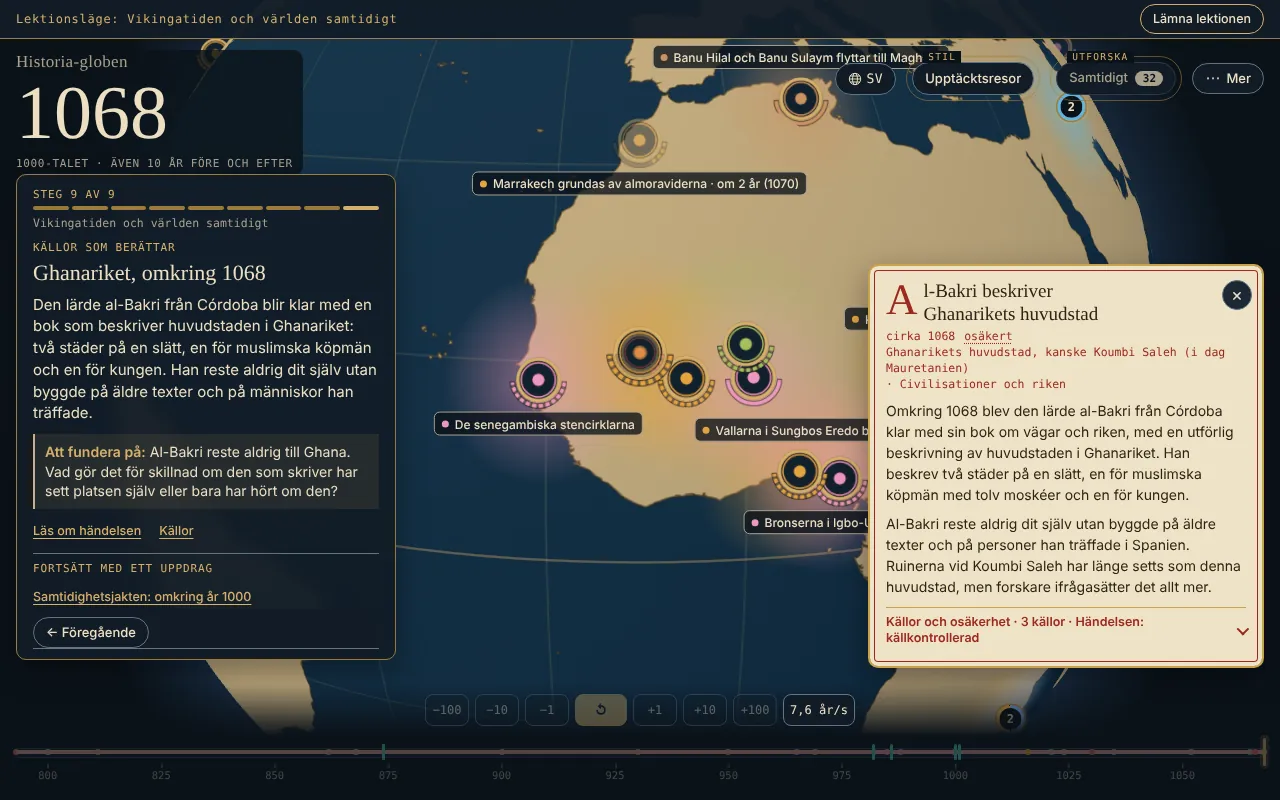 Lektionsläge: Vikingatiden och världen samtidigt
Lämna lektionen
Historia-globen
1068
1000-TALET · ÄVEN 10 ÅR FÖRE OCH EFTER
Banu Hilal och Banu Sulaym flyttar till Magh
SV
STIL
Upptäcktsresor
UTFORSKA
Samtidigt 32
··· Mer
2
Marrakech grundas av almoraviderna · om 2 år (1070)
STEG 9 AV 9
Vikingatiden och världen samtidigt
KÄLLOR SOM BERÄTTAR
Ghanariket, omkring 1068
Den lärde al-Bakri från Córdoba blir klar med en
bok som beskriver huvudstaden i Ghanariket:
två städer på en slätt, en för muslimska köpmän
och en för kungen. Han reste aldrig dit själv utan
byggde på äldre texter och på människor han
träffade.
Att fundera på: Al-Bakri reste aldrig till Ghana.
Vad gör det för skillnad om den som skriver har
sett platsen själv eller bara har hört om den?
Läs om händelsen
Källor
FORTSÄTT MED ETT UPPDRAG
Samtidighetsjakten: omkring år 1000
← Föregående
De senegambiska stencirklarna
Vallarna i Sungbos Eredo b
Bronserna i Igbo-U
Al-Bakri beskriver
Ghanarikets huvudstad
×
cirka 1068 osäkert
Ghanarikets huvudstad, kanske Koumbi Saleh (i dag
Mauretanien)
· Civilisationer och riken
Omkring 1068 blev den lärde al-Bakri från Córdoba
klar med sin bok om vägar och riken, med en utförlig
beskrivning av huvudstaden i Ghanariket. Han
beskrev två städer på en slätt, en för muslimska
köpmän med tolv moskéer och en för kungen.
Al-Bakri reste aldrig dit själv utan byggde på äldre
texter och på personer han träffade i Spanien.
Ruinerna vid Koumbi Saleh har länge setts som denna
huvudstad, men forskare ifrågasätter det allt mer.
Källor och osäkerhet · 3 källor · Händelsen:
källkontrollerad
2
−100 −10 −1 +1 +10 +100 7,6 år/s
800 825 850 875 900 925 950 975 1000 1025 1050